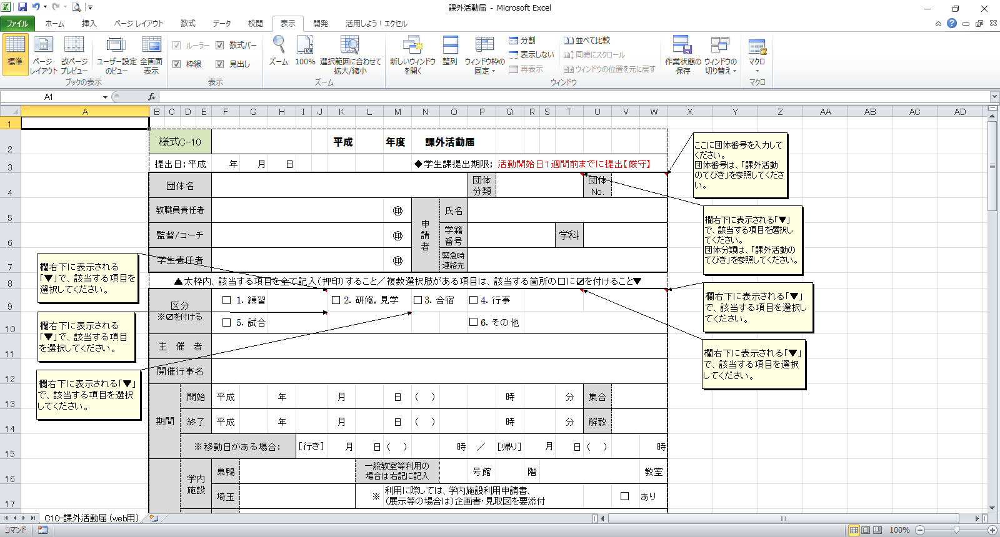 課外活動届 - Microsoft Excel
ファイル ホーム 挿入 ページ レイアウト 数式 データ 校閲 表示 開発 活用しよう！エクセル
標準
ページ レイアウト
改ページ プレビュー
ユーザー設定のビュー
全画面表示
ブックの表示
ルーラー 数式バー
枠線 見出し
表示
ズーム
100%
選択範囲に合わせて拡大/縮小
ズーム
新しいウィンドウを開く
整列
ウィンドウ枠の固定
分割
表示しない
再表示
並べて比較
同時にスクロール
ウィンドウの位置を元に戻す
ウィンドウ
作業状態の保存
ウィンドウの切り替え
マクロ
マクロ
A1 fx
A B C D E F G H I J K L M N O P Q R S T U V W X Y Z AA AB AC AD
1
2 様式C-10 平成 年度 課外活動届
3 提出日；平成 年 月 日 ◆学生課提出期限； 活動開始日１週間前までに提出【厳守】
4 団体名 団体分類 団体No.
5 教職員責任者 ㊞ 申請者 氏名
6 監督/コーチ ㊞ 学籍番号 学科
7 学生責任者 ㊞ 緊急時連絡先
8 ▲太枠内、該当する項目を全て記入（押印）すること／複数選択肢がある項目は、該当する箇所の□に☑を付けること▼
9 区分 □ 1．練習 □ 2．研修，見学 □ 3．合宿 □ 4．行事
※☑を付ける
10 □ 5．試合 □ 6．その他
11 主 催 者
12 開催行事名
13 期間 開始 平成 年 月 日 （ ） 時 分 集合
14 終了 平成 年 月 日 （ ） 時 分 解散
15 ※移動日がある場合： [行き] 月 日 （ ） 時 ／ [帰り] 月 日 （ ） 時
16 学内施設 巣鴨 一般教室等利用の場合は右記に記入 号館 階 教室
17 埼玉 ※ 利用に際しては、学内施設利用申請書、
（展示等の場合は）企画書・見取図を要添付 □ あり
ここに団体番号を入力して
ください。
団体番号は、「課外活動
のてびき」を参照してくださ
い。
欄右下に表示される「▼」
で、該当する項目を選択し
てください。
団体分類は、「課外活動の
てびき」を参照してください。
欄右下に表示される「▼」
で、該当する項目を選択し
てください。
欄右下に表示される「▼」
で、該当する項目を選択
してください。
欄右下に表示される
「▼」で、該当する項目を
選択してください。
欄右下に表示される
「▼」で、該当する項目
を選択してください。
欄右下に表示される「▼」
で、該当する項目を選択
してください。
C10-課外活動届（web用）
コマンド 100%